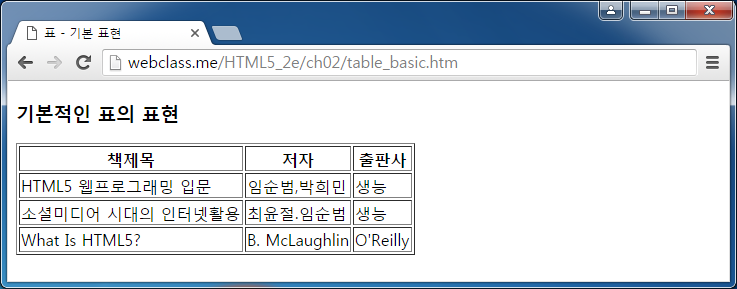 표 - 기본 표현
webclass.me/HTML5_2e/ch02/table_basic.htm
기본적인 표의 표현
책제목 저자 출판사
HTML5 웹프로그래밍 입문 임순범,박희민 생능
소셜미디어 시대의 인터넷활용 최윤절.임순범 생능
What Is HTML5? B. McLaughlin O'Reilly